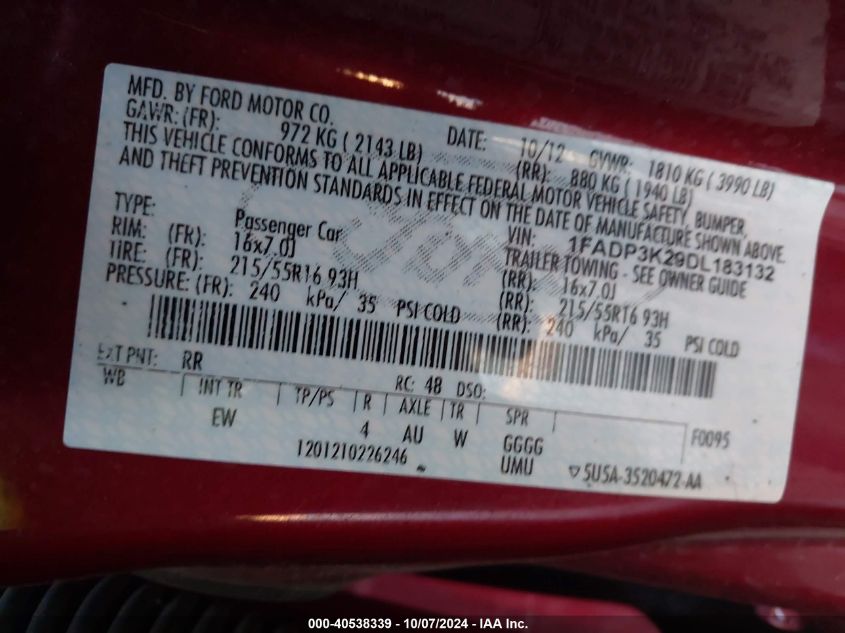 MFD. BY FORD MOTOR CO.
DATE: 10/12 GVWR: 1810 KG ( 3990 LB)
GAWR: (FR): 972 KG ( 2143 LB) (RR): 880 KG ( 1940 LB)
THIS VEHICLE CONFORMS TO ALL APPLICABLE FEDERAL MOTOR VEHICLE SAFETY, BUMPER,
AND THEFT PREVENTION STANDARDS IN EFFECT ON THE DATE OF MANUFACTURE SHOWN ABOVE.
VIN: 1FADP3K29DL183132
TYPE: Passenger Car TRAILER TOWING - SEE OWNER GUIDE
RIM: (FR): 16x7.0J (RR): 16x7.0J
TIRE: (FR): 215/55R16 93H (RR): 215/55R16 93H
PRESSURE: (FR): 240 kPa/ 35 PSI COLD (RR): 240 kPa/ 35 PSI COLD
EXT PNT: RR RC: 48 DSO:
WB INT TR TP/PS R AXLE TR SPR F0095
EW 4 AU W GGGG
1201210226246 UMU 5U5A-3520472-AA
000-40538339 - 10/07/2024 - IAA Inc.